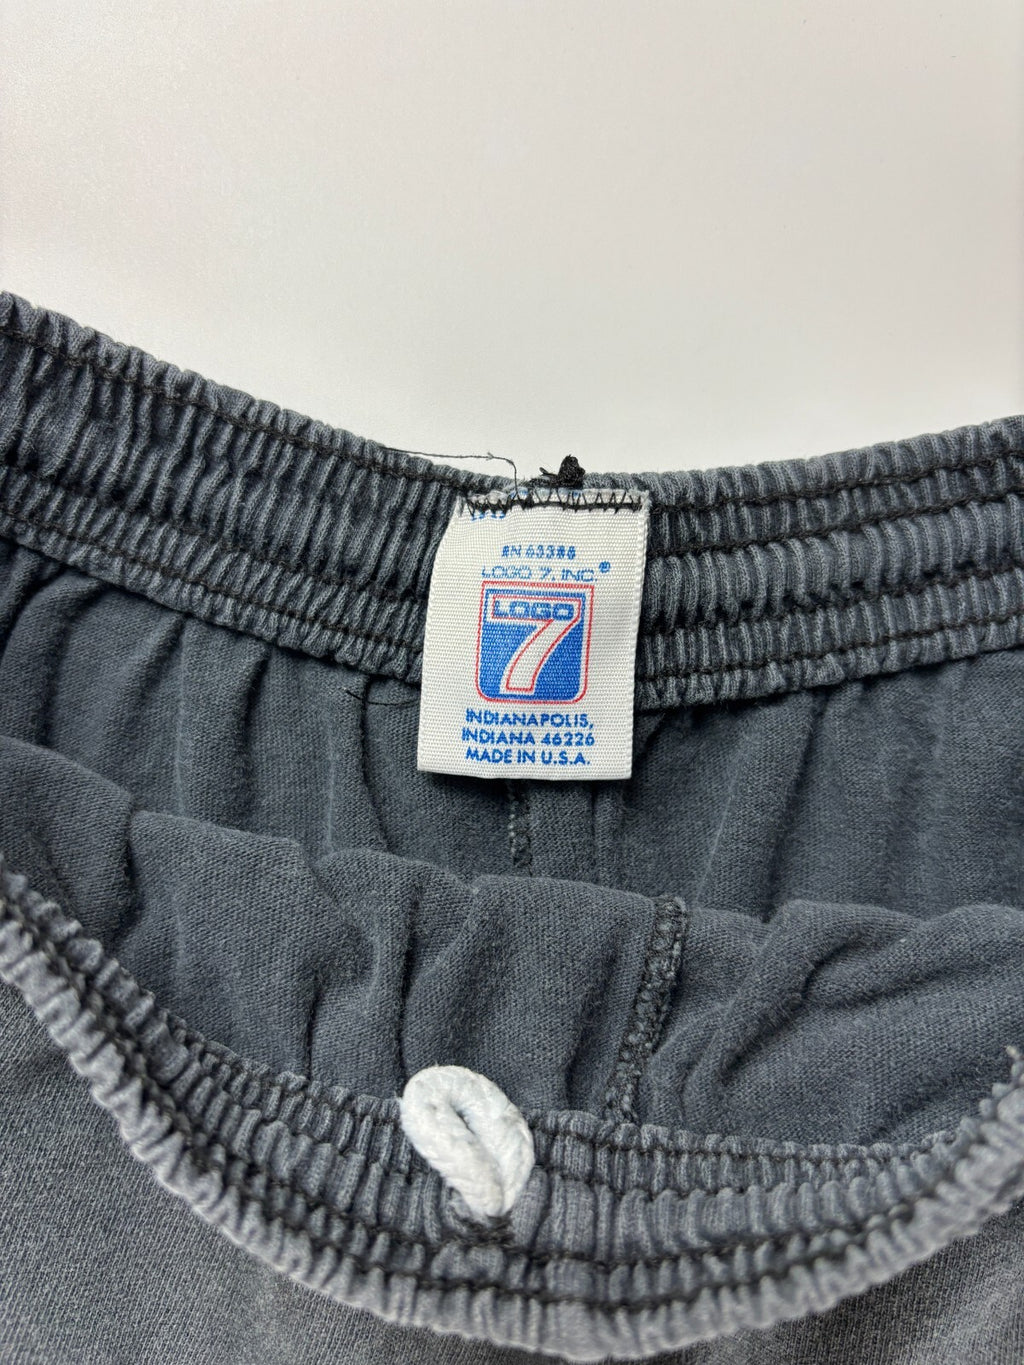 RN 63388
LOGO 7, INC®
LOGO
7
INDIANAPOLIS,
INDIANA 46226
MADE IN U.S.A.